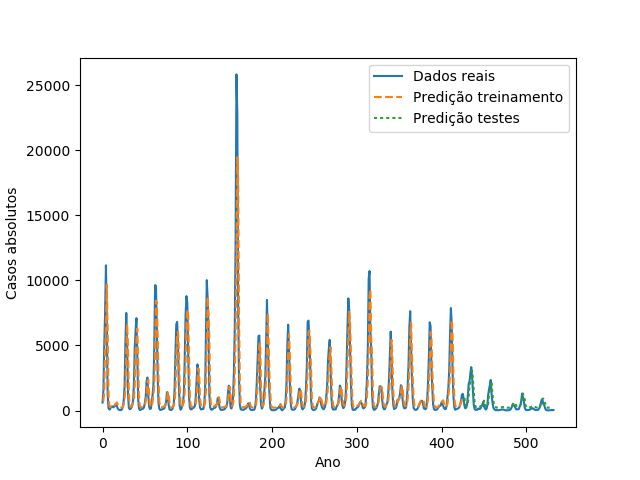 Dados reais
Predição treinamento
Predição testes
25000
20000
15000
10000
5000
0
Casos absolutos
0 100 200 300 400 500
Ano